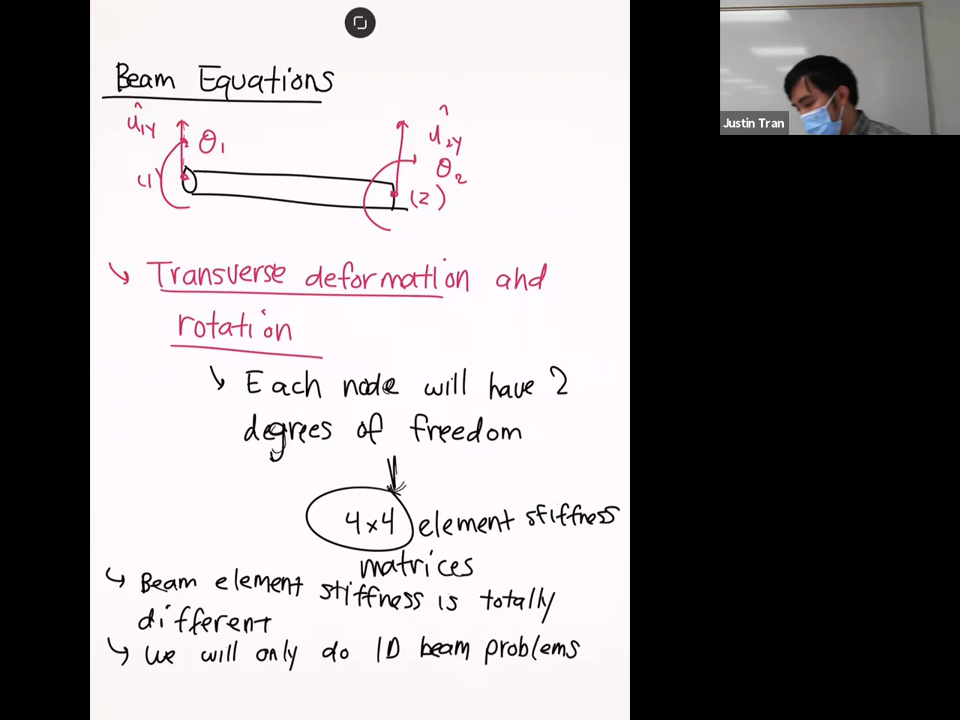 Beam Equations
û1y θ1 û2y
θ2
(1) (2)
Transverse deformation and
rotation
Each node will have 2
degrees of freedom
4x4 element stiffness
matrices
Beam element stiffness is totally
different
We will only do 1D beam problems
Justin Tran